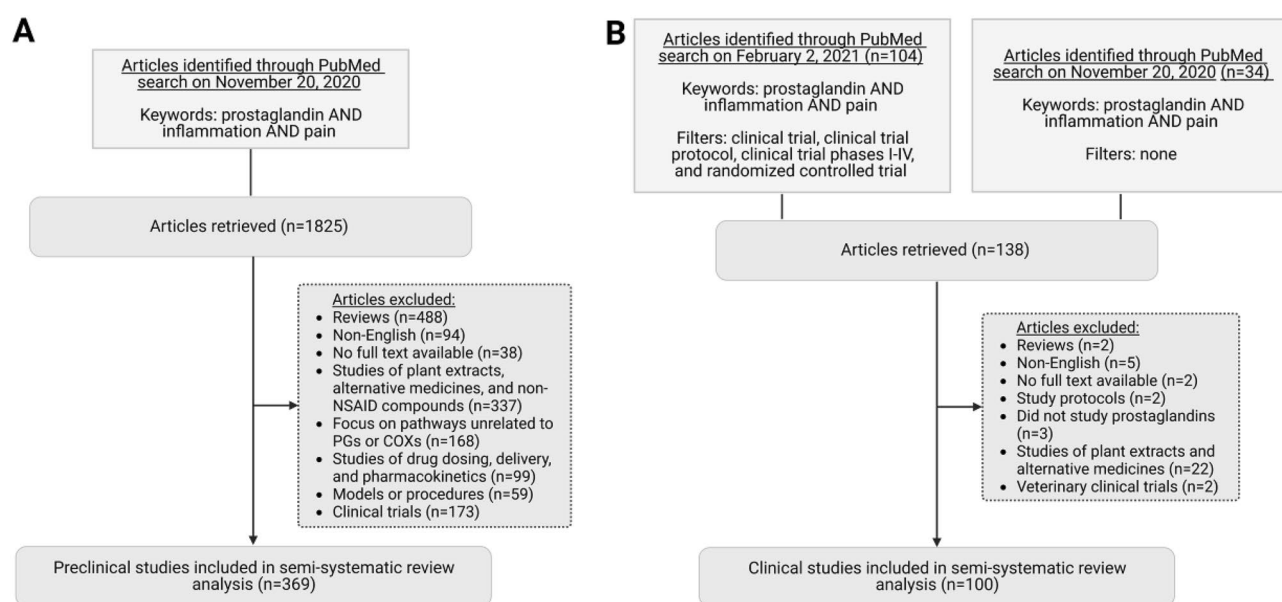 A
Articles identified through PubMed
search on November 20, 2020
Keywords: prostaglandin AND
inflammation AND pain
Articles retrieved (n=1825)
Articles excluded:
• Reviews (n=488)
• Non-English (n=94)
• No full text available (n=38)
• Studies of plant extracts,
alternative medicines, and non-
NSAID compounds (n=337)
• Focus on pathways unrelated to
PGs or COXs (n=168)
• Studies of drug dosing, delivery,
and pharmacokinetics (n=99)
• Models or procedures (n=59)
• Clinical trials (n=173)
Preclinical studies included in semi-systematic review
analysis (n=369)
B
Articles identified through PubMed
search on February 2, 2021 (n=104)
Keywords: prostaglandin AND
inflammation AND pain
Filters: clinical trial, clinical trial
protocol, clinical trial phases I-IV,
and randomized controlled trial
Articles identified through PubMed
search on November 20, 2020 (n=34)
Keywords: prostaglandin AND
inflammation AND pain
Filters: none
Articles retrieved (n=138)
Articles excluded:
• Reviews (n=2)
• Non-English (n=5)
• No full text available (n=2)
• Study protocols (n=2)
• Did not study prostaglandins
(n=3)
• Studies of plant extracts and
alternative medicines (n=22)
• Veterinary clinical trials (n=2)
Clinical studies included in semi-systematic review
analysis (n=100)